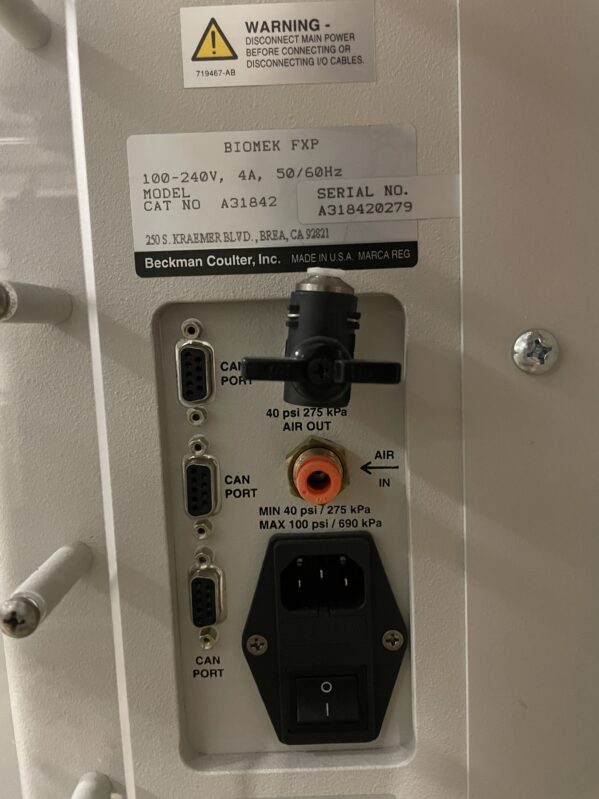 WARNING -
DISCONNECT MAIN POWER
BEFORE CONNECTING OR
DISCONNECTING I/O CABLES.
719467-AB
BIOMEK FXP
100-240V, 4A, 50/60Hz
MODEL
CAT NO A31842
SERIAL NO.
A318420279
250 S. KRAEMER BLVD., BREA, CA 92821
Beckman Coulter, Inc. MADE IN U.S.A. MARCA REG
CAN
PORT
40 psi 275 kPa
AIR OUT
CAN
PORT
AIR
IN
MIN 40 psi / 275 kPa
MAX 100 psi / 690 kPa
CAN
PORT
O
I